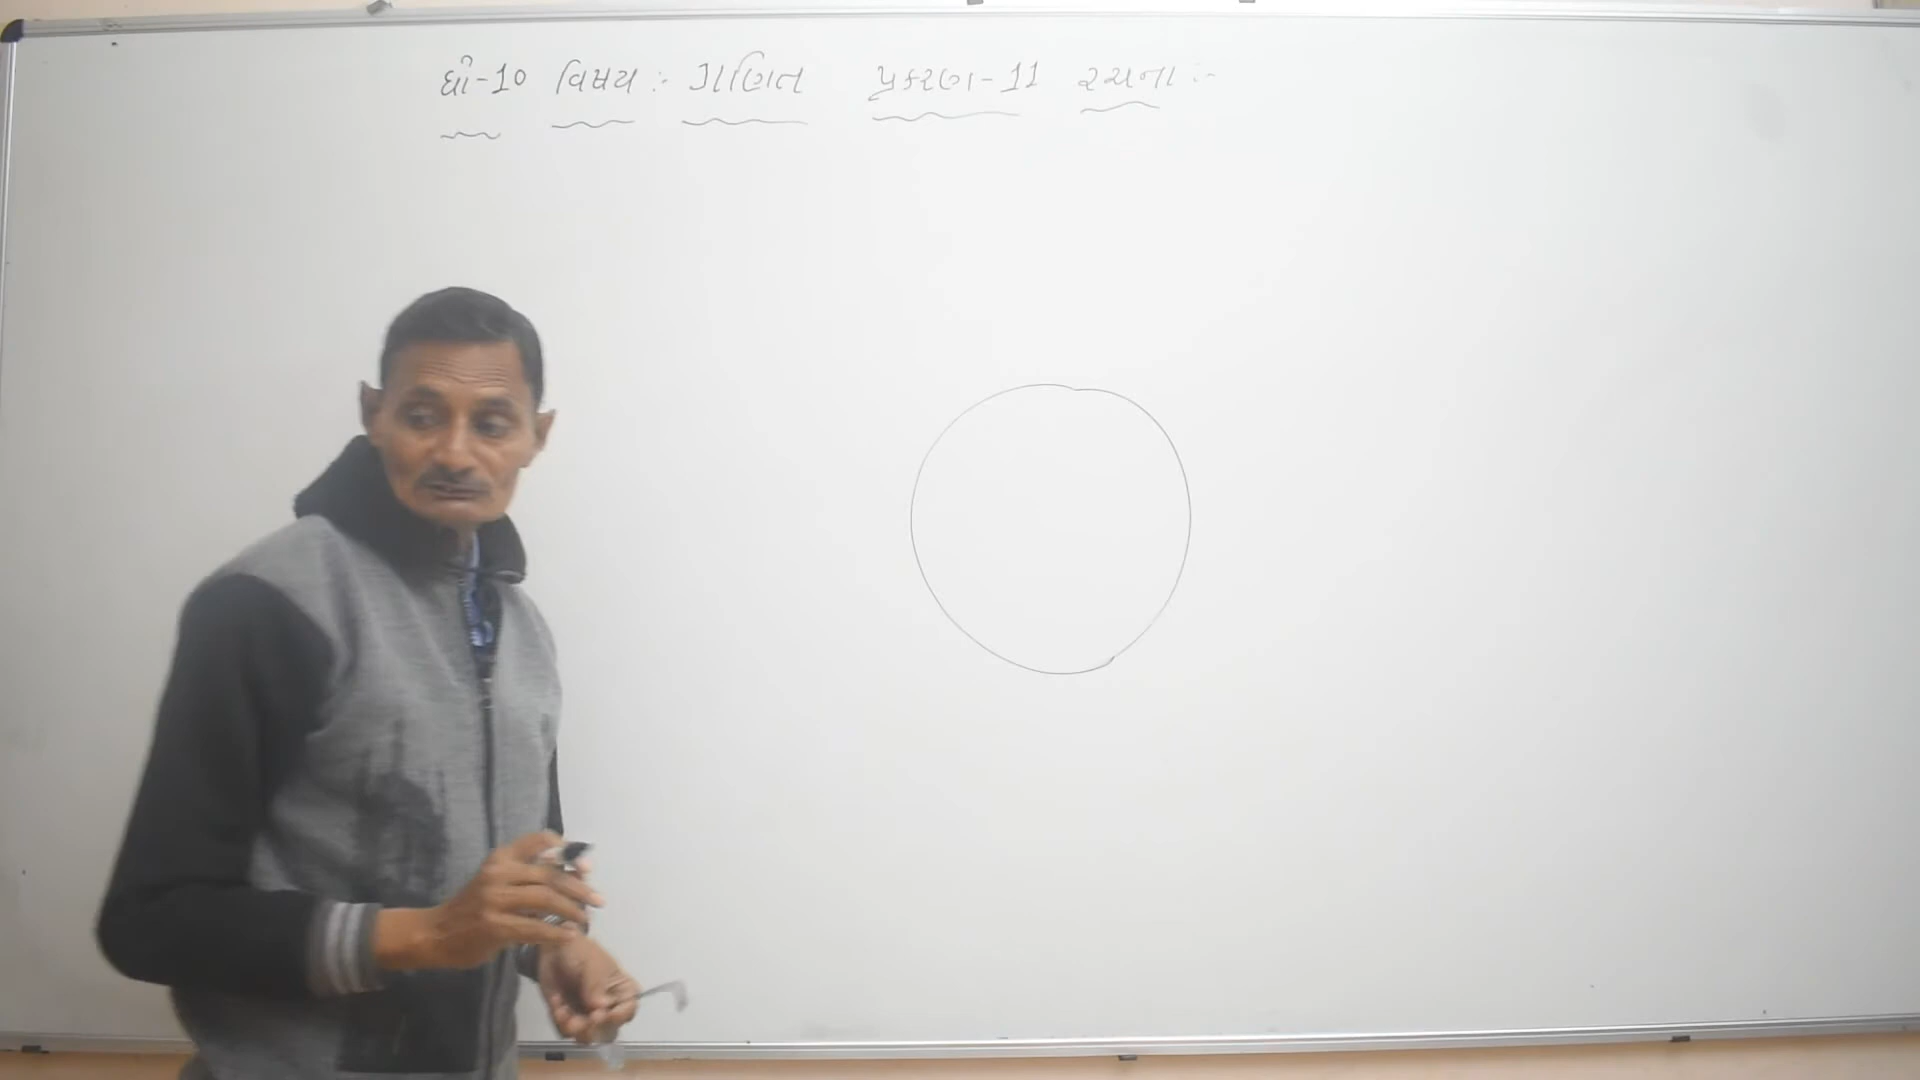 ધો-10 વિષય :- ગણિત પ્રકરણ-11 રચના :-